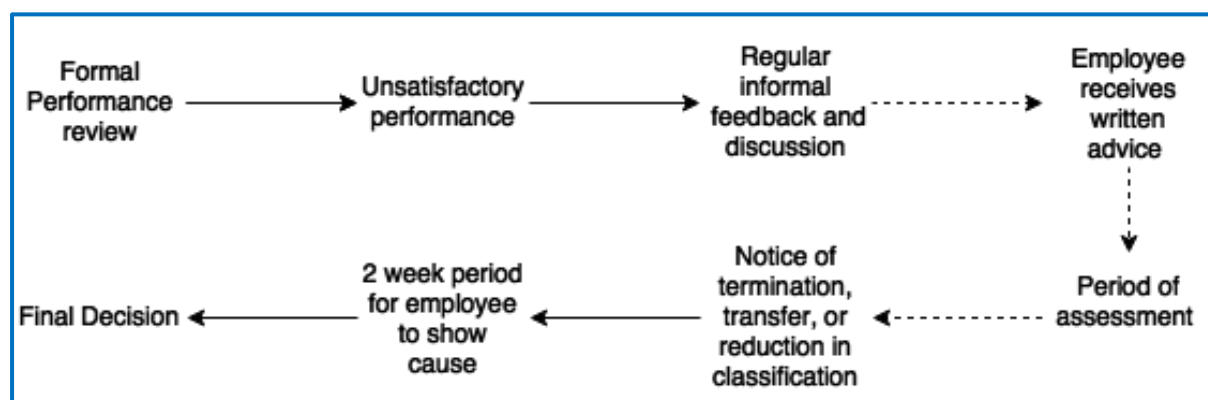 Formal
Performance
review
Unsatisfactory
performance
Regular
informal
feedback and
discussion
Employee
receives
written
advice
Period of
assessment
Notice of
termination,
transfer, or
reduction in
classification
2 week period
for employee
to show
cause
Final Decision